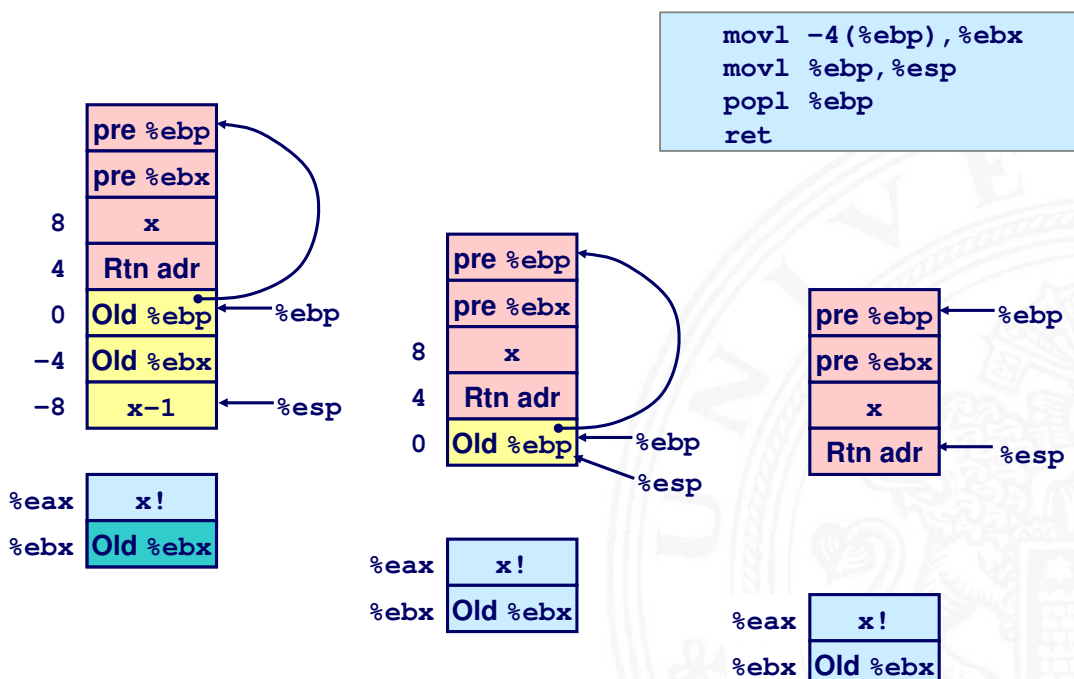 movl -4(%ebp),%ebx
movl %ebp,%esp
popl %ebp
ret
pre %ebp
pre %ebx
8 x
4 Rtn adr
0 Old %ebp %ebp
-4 Old %ebx
-8 x-1 %esp
%eax x!
%ebx Old %ebx
pre %ebp
pre %ebx
8 x
4 Rtn adr
0 Old %ebp %ebp
%esp
%eax x!
%ebx Old %ebx
pre %ebp %ebp
pre %ebx
x
Rtn adr %esp
%eax x!
%ebx Old %ebx
U N I V E